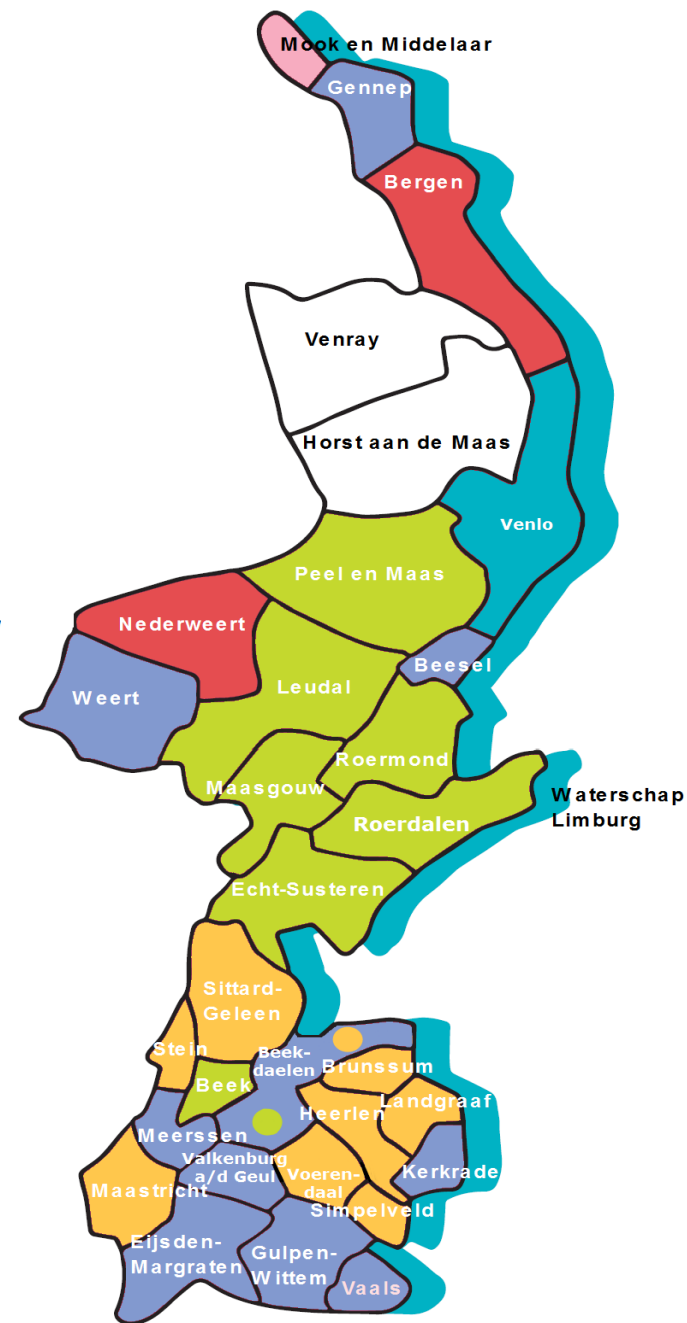 Mook en Middelaar
Gennep
Bergen
Venray
Horst aan de Maas
Venlo
Peel en Maas
Nederweert
Beesel
Leudal
Weert
Roermond
Maasgouw
Waterschap
Limburg
Roerdalen
Echt-Susteren
Sittard-
Geleen
Stein
Beek-
daelen
Brunssum
Beek
Landgraaf
Heerlen
Meerssen
Valkenburg
a/d Geul
Voeren-
daal
Kerkrade
Maastricht
Simpelveld
Eijsden-
Margraten
Gulpen-
Wittem
Vaals